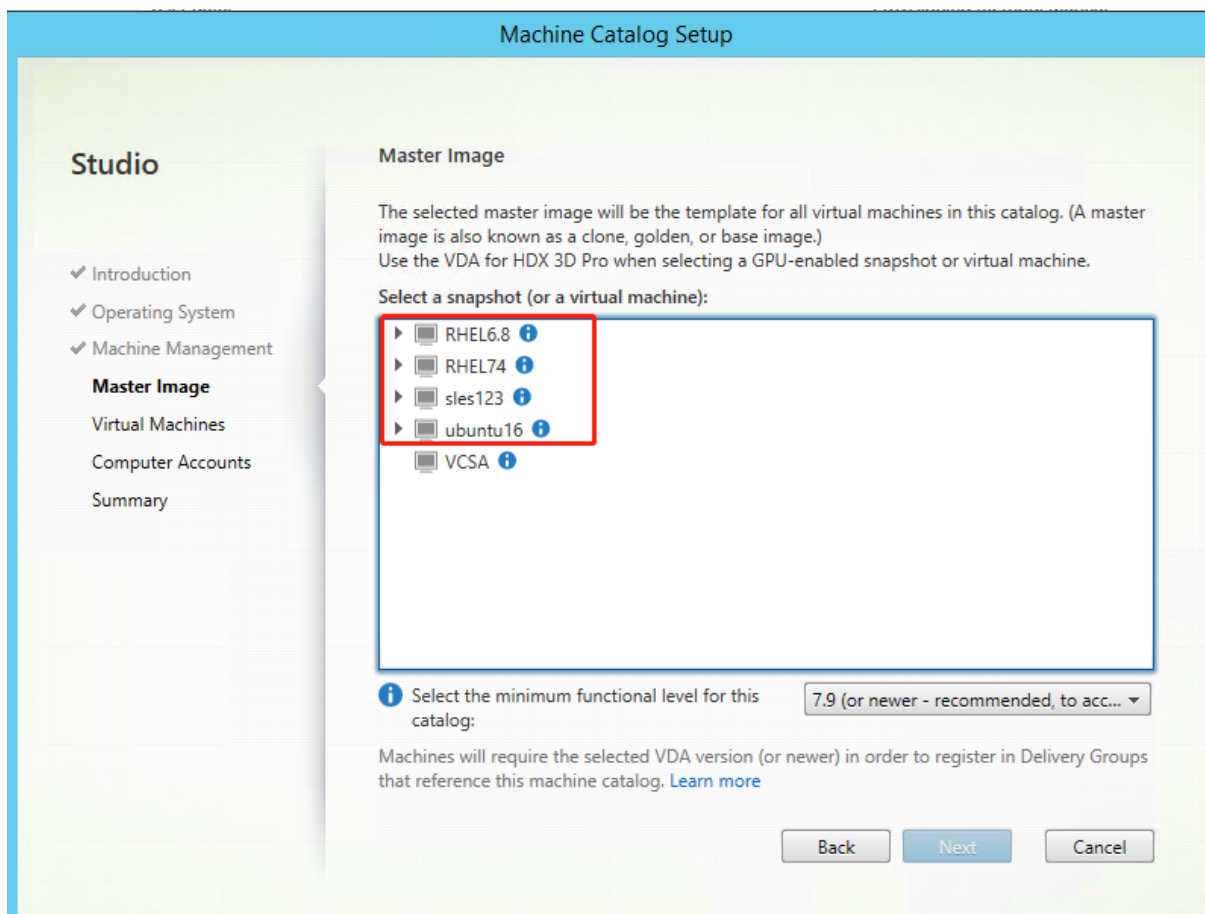 Machine Catalog Setup
Studio
Introduction
Operating System
Machine Management
Master Image
Virtual Machines
Computer Accounts
Summary
Master Image
The selected master image will be the template for all virtual machines in this catalog. (A master
image is also known as a clone, golden, or base image.)
Use the VDA for HDX 3D Pro when selecting a GPU-enabled snapshot or virtual machine.
Select a snapshot (or a virtual machine):
RHEL6.8
RHEL74
sles123
ubuntu16
VCSA
Select the minimum functional level for this
catalog:
7.9 (or newer - recommended, to acc...
Machines will require the selected VDA version (or newer) in order to register in Delivery Groups
that reference this machine catalog. Learn more
Back
Next
Cancel